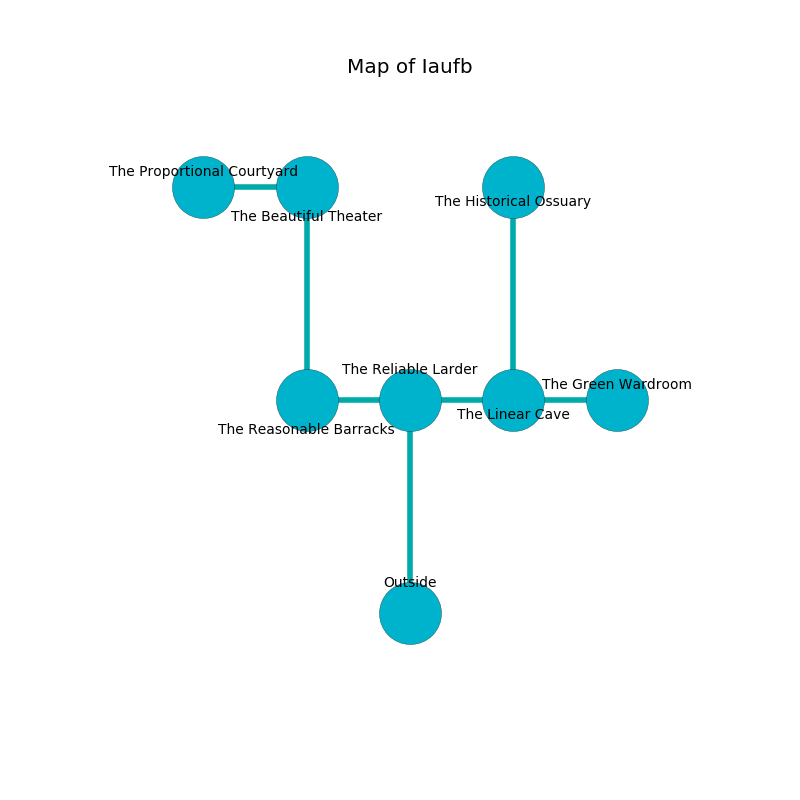 Map of Iaufb
The Proportional Courtyard
The Beautiful Theater
The Historical Ossuary
The Reliable Larder
The Green Wardroom
The Linear Cave
The Reasonable Barracks
Outside